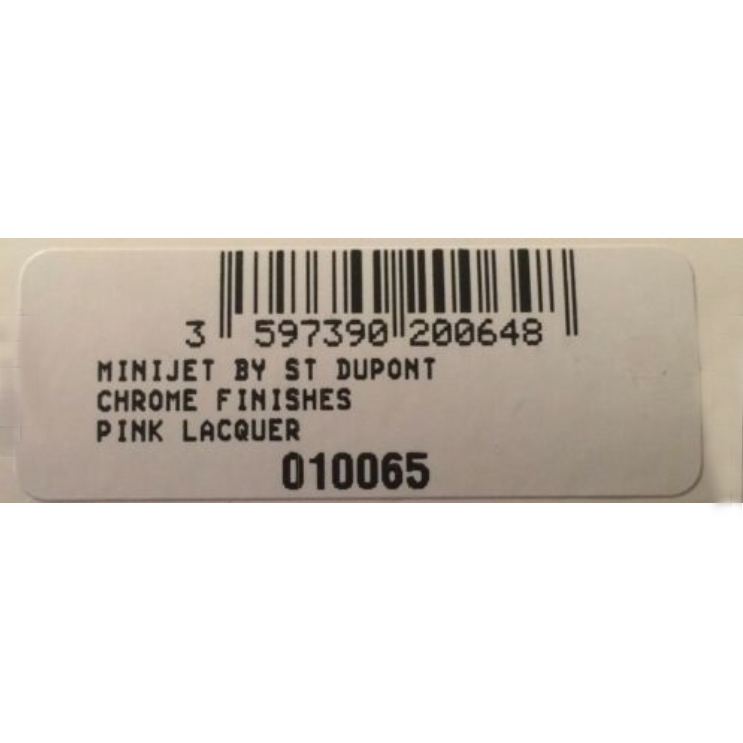 3 597390 200648
MINIJET BY ST DUPONT
CHROME FINISHES
PINK LACQUER
010065